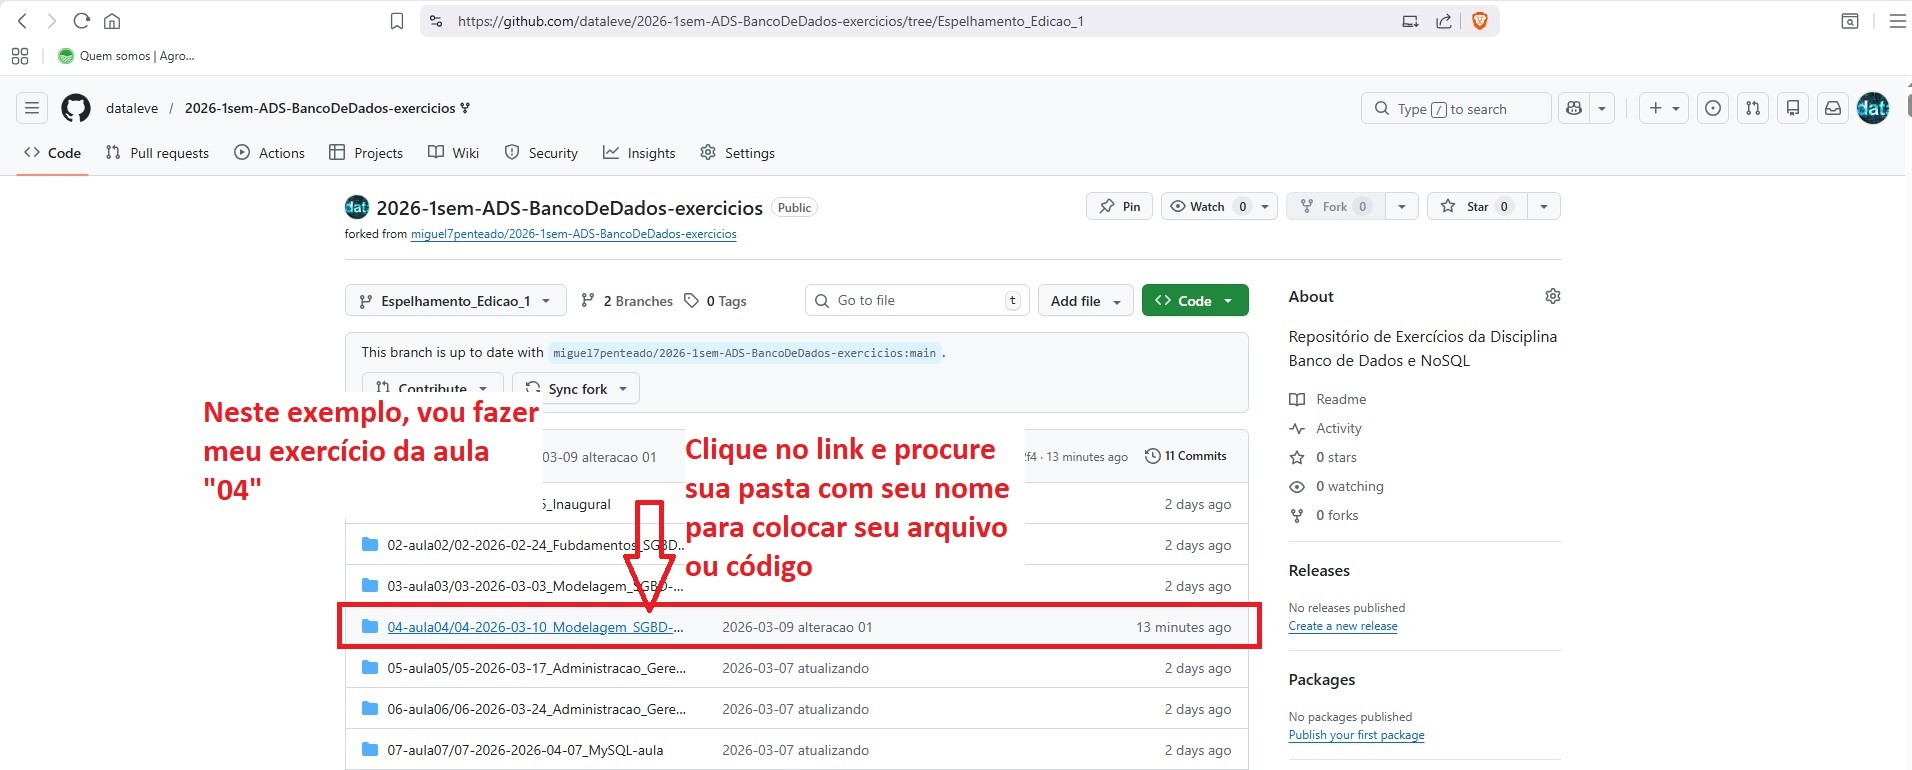 https://github.com/dataleve/2026-1sem-ADS-BancoDeDados-exercicios/tree/Espelhamento_Edicao_1
Quem somos | Agro...
dataleve / 2026-1sem-ADS-BancoDeDados-exercicios
Type / to search
dat
Code
Pull requests
Actions
Projects
Wiki
Security
Insights
Settings
dat
2026-1sem-ADS-BancoDeDados-exercicios
Public
Pin
Watch 0
Fork 0
Star 0
forked from miguel7penteado/2026-1sem-ADS-BancoDeDados-exercicios
Espelhamento_Edicao_1
2 Branches
0 Tags
Go to file
t
Add file
Code
This branch is up to date with miguel7penteado/2026-1sem-ADS-BancoDeDados-exercicios:main .
Contribute
Sync fork
Neste exemplo, vou fazer
meu exercício da aula
"04"
Clique no link e procure
sua pasta com seu nome
para colocar seu arquivo
ou código
03-09 alteracao 01
2f4 · 13 minutes ago
11 Commits
5_Inaugural
2 days ago
02-aula02/02-2026-02-24_Fubdamentos_SGBD...
2 days ago
03-aula03/03-2026-03-03_Modelagem_SGBD-...
2 days ago
04-aula04/04-2026-03-10_Modelagem_SGBD-...
2026-03-09 alteracao 01
13 minutes ago
05-aula05/05-2026-03-17_Administracao_Gere...
2026-03-07 atualizando
2 days ago
06-aula06/06-2026-03-24_Administracao_Gere...
2026-03-07 atualizando
2 days ago
07-aula07/07-2026-2026-04-07_MySQL-aula
2026-03-07 atualizando
2 days ago
About
Repositório de Exercícios da Disciplina
Banco de Dados e NoSQL
Readme
Activity
0 stars
0 watching
0 forks
Releases
No releases published
Create a new release
Packages
No packages published
Publish your first package